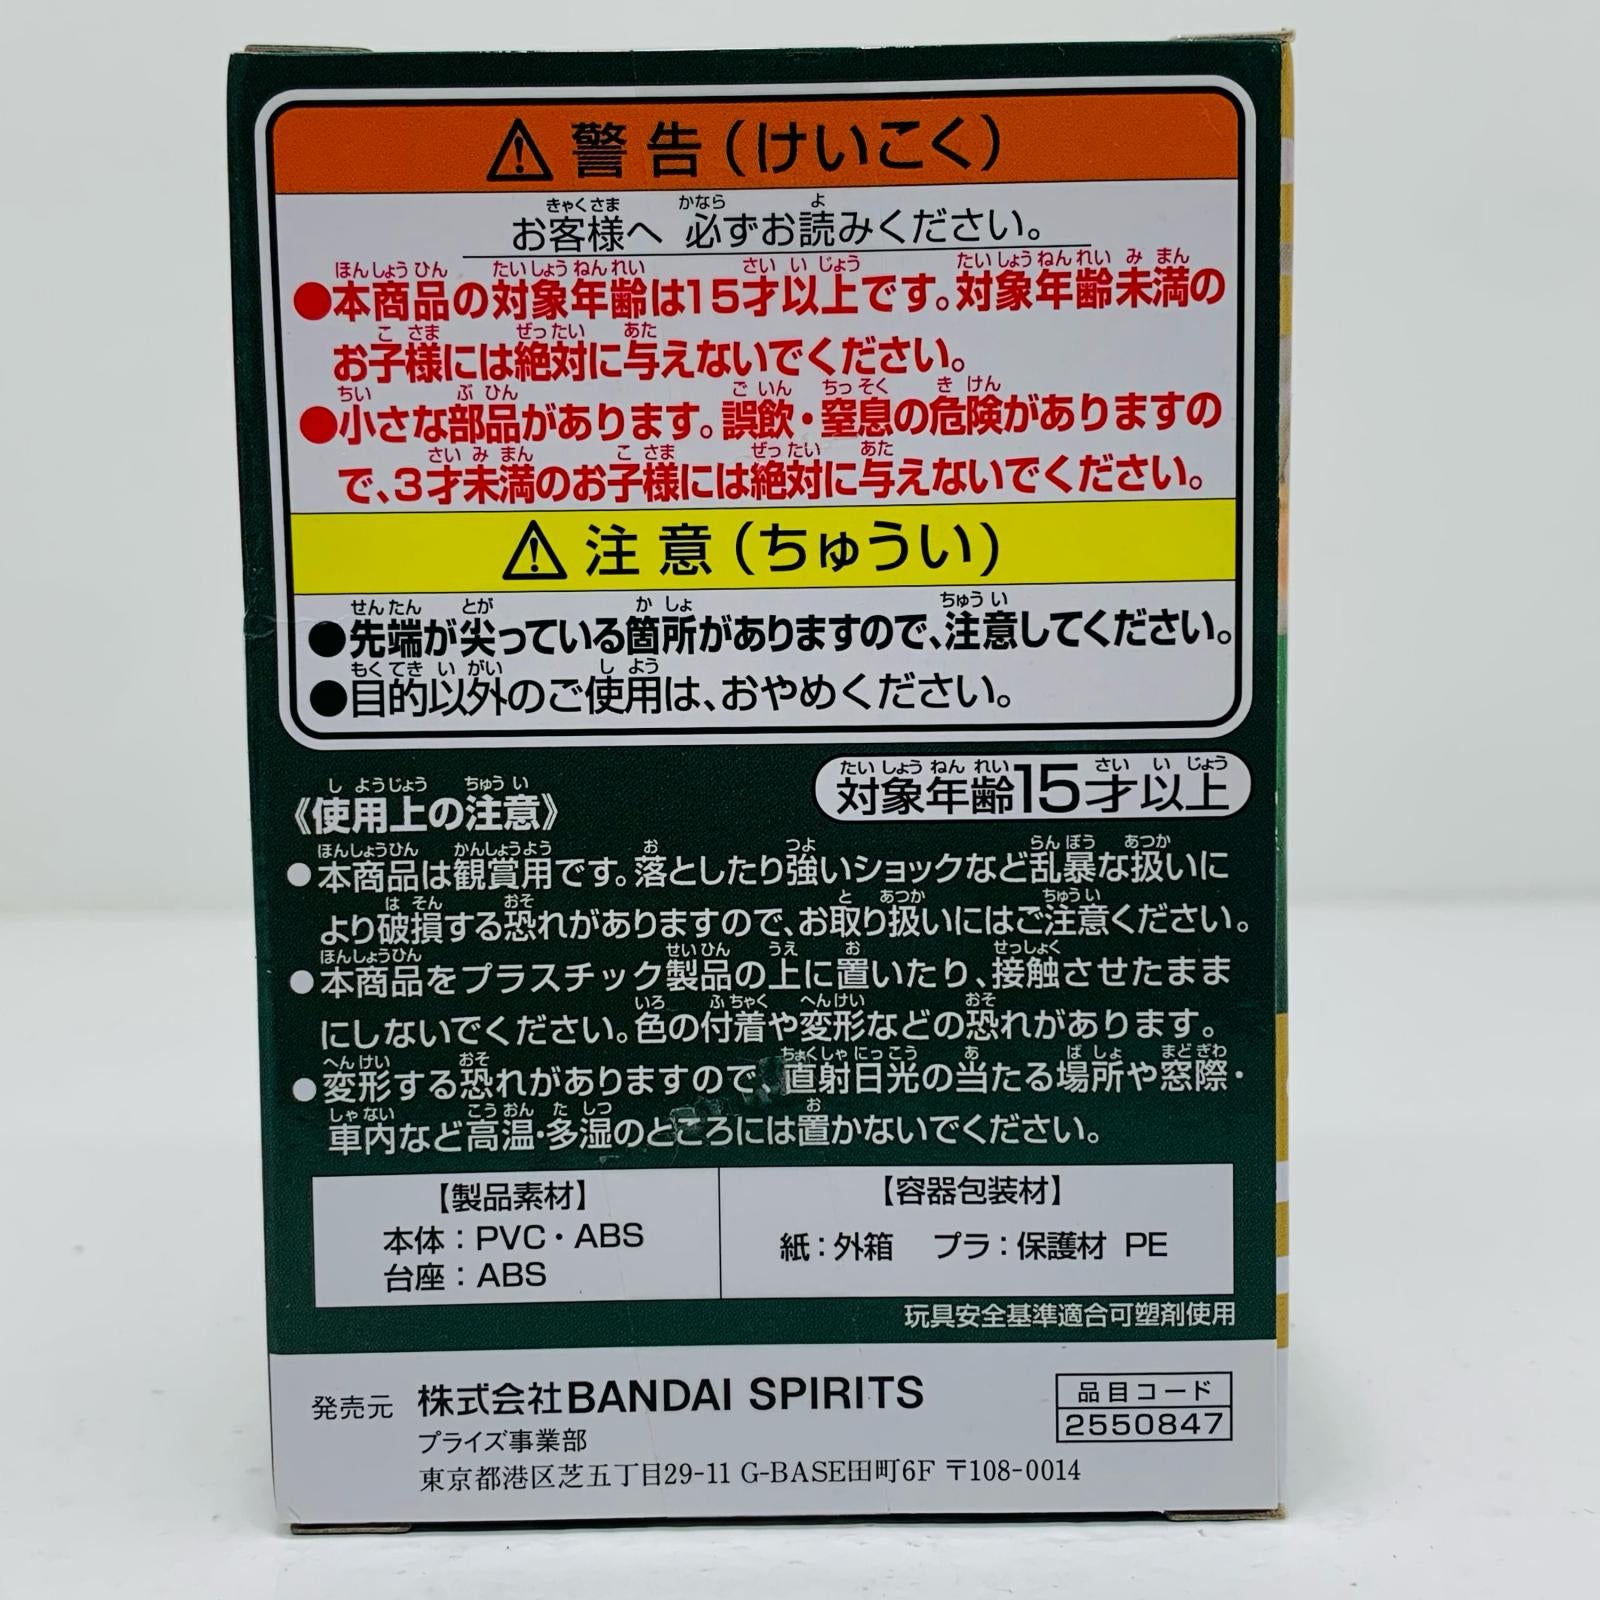 警告(けいこく)
お客様へ 必ずお読みください。
●本商品の対象年齢は15才以上です。対象年齢未満の
お子様には絶対に与えないでください。
●小さな部品があります。誤飲・窒息の危険がありますの
で、3才未満のお子様には絶対に与えないでください。
注意(ちゅうい)
●先端が尖っている箇所がありますので、注意してください。
●目的以外のご使用は、おやめください。
対象年齢15才以上
《使用上の注意》
●本商品は観賞用です。落としたり強いショックなど乱暴な扱いに
より破損する恐れがありますので、お取り扱いにはご注意ください。
●本商品をプラスチック製品の上に置いたり、接触させたまま
にしないでください。色の付着や変形などの恐れがあります。
●変形する恐れがありますので、直射日光の当たる場所や窓際・
車内など高温・多湿のところには置かないでください。
【製品素材】
本体：PVC・ABS
台座：ABS
【容器包装材】
紙：外箱 プラ：保護材 PE
玩具安全基準適合可塑剤使用
発売元 株式会社BANDAI SPIRITS
プライズ事業部
東京都港区芝五丁目29-11 G-BASE田町6F 〒108-0014
品目コード
2550847